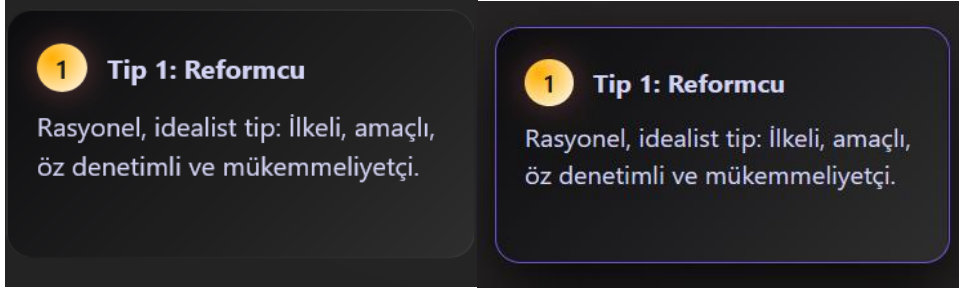 1 Tip 1: Reformcu
Rasyonel, idealist tip: İlkeli, amaçlı,
öz denetimli ve mükemmeliyetçi.
1 Tip 1: Reformcu
Rasyonel, idealist tip: İlkeli, amaçlı,
öz denetimli ve mükemmeliyetçi.